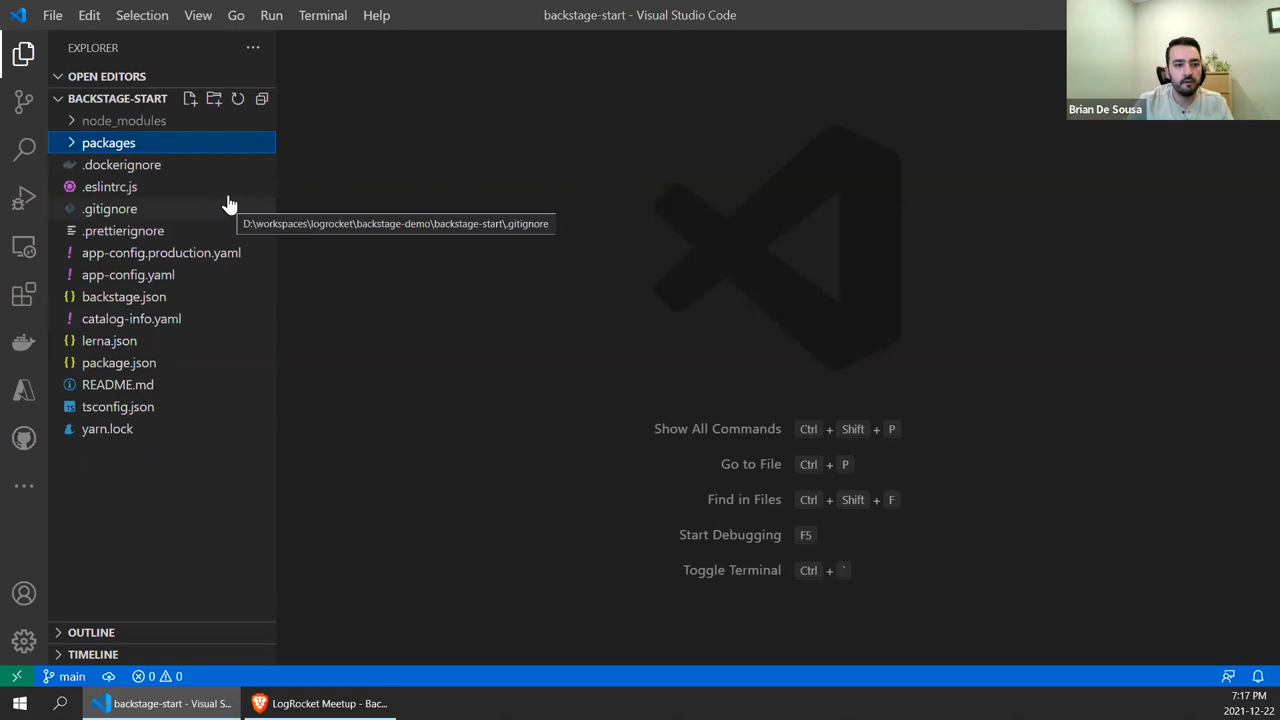 File Edit Selection View Go Run Terminal Help
backstage-start - Visual Studio Code
Brian De Sousa
EXPLORER
OPEN EDITORS
BACKSTAGE-START
node_modules
packages
.dockerignore
.eslintrc.js
.gitignore
D:\workspaces\logrocket\backstage-demo\backstage-start\.gitignore
.prettierignore
app-config.production.yaml
app-config.yaml
backstage.json
catalog-info.yaml
lerna.json
package.json
README.md
tsconfig.json
yarn.lock
Show All Commands Ctrl + Shift + P
Go to File Ctrl + P
Find in Files Ctrl + Shift + F
Start Debugging F5
Toggle Terminal Ctrl + `
OUTLINE
TIMELINE
main 0 0
backstage-start - Visual S...
LogRocket Meetup - Bac...
7:17 PM
2021-12-22